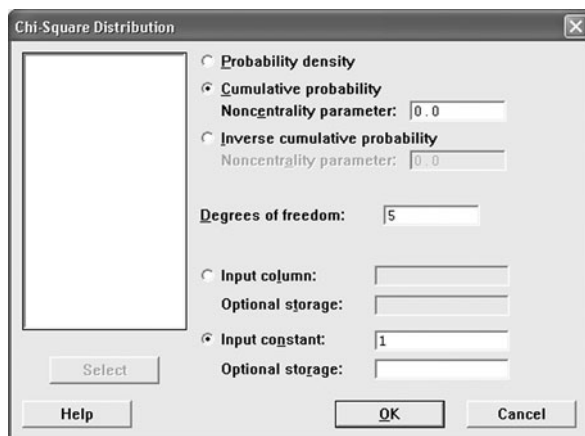 Chi-Square Distribution
Probability density
Cumulative probability
Noncentrality parameter: 0.0
Inverse cumulative probability
Noncentrality parameter: 0.0
Degrees of freedom: 5
Input column:
Optional storage:
Input constant: 1
Optional storage:
Select
Help
OK
Cancel